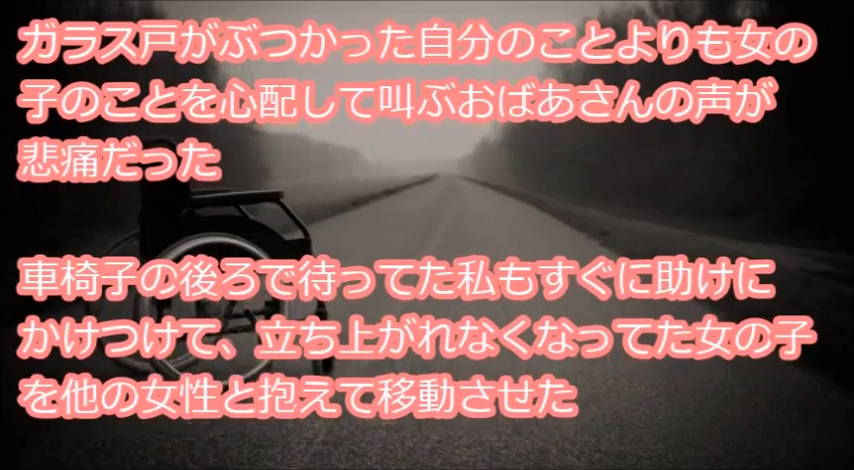 ガラス戸がぶつかった自分のことよりも女の
子のことを心配して叫ぶおばあさんの声が
悲痛だった
車椅子の後ろで待ってた私もすぐに助けに
かけつけて、立ち上がれなくなってた女の子
を他の女性と抱えて移動させた